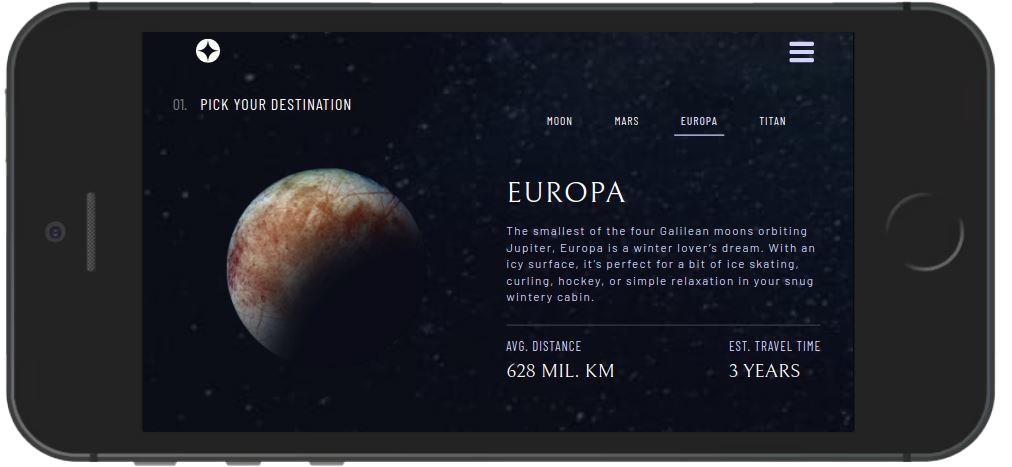 01. PICK YOUR DESTINATION
MOON MARS EUROPA TITAN
EUROPA
The smallest of the four Galilean moons orbiting
Jupiter, Europa is a winter lover’s dream. With an
icy surface, it’s perfect for a bit of ice skating,
curling, hockey, or simple relaxation in your snug
wintery cabin.
AVG. DISTANCE EST. TRAVEL TIME
628 MIL. KM 3 YEARS